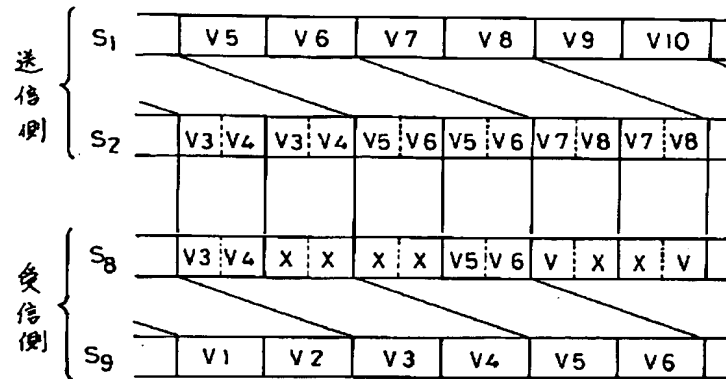 送信側
S1 V5 V6 V7 V8 V9 V10
S2 V3 V4 V3 V4 V5 V6 V5 V6 V7 V8 V7 V8
受信側
S8 V3 V4 X X X X V5 V6 V X X V
S9 V1 V2 V3 V4 V5 V6